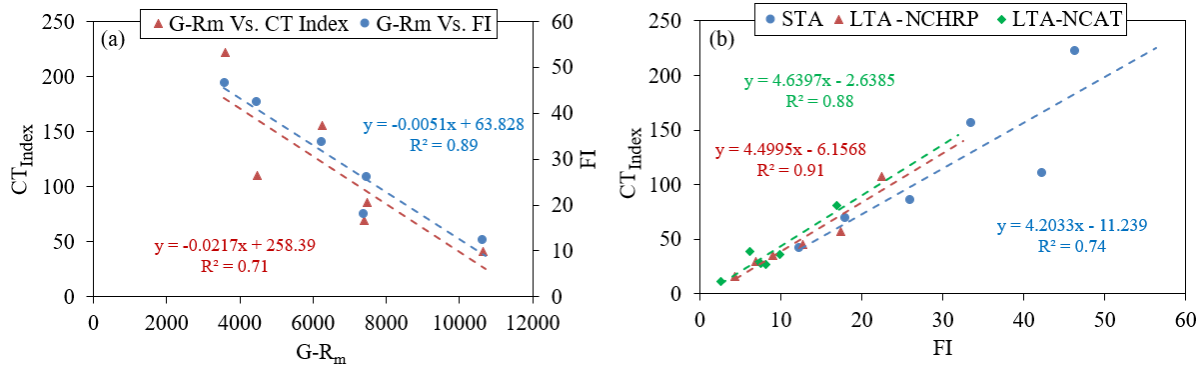 (a)
G-Rm Vs. CT Index
G-Rm Vs. FI
250
200
150
100
50
0
CT_Index
60
50
40
30
20
10
0
FI
y = -0.0051x + 63.828
R² = 0.89
y = -0.0217x + 258.39
R² = 0.71
0 2000 4000 6000 8000 10000 12000
G-R_m
(b)
STA
LTA -NCHRP
LTA-NCAT
250
200
150
100
50
0
CT_Index
y = 4.6397x - 2.6385
R² = 0.88
y = 4.4995x - 6.1568
R² = 0.91
y = 4.2033x - 11.239
R² = 0.74
0 10 20 30 40 50 60
FI